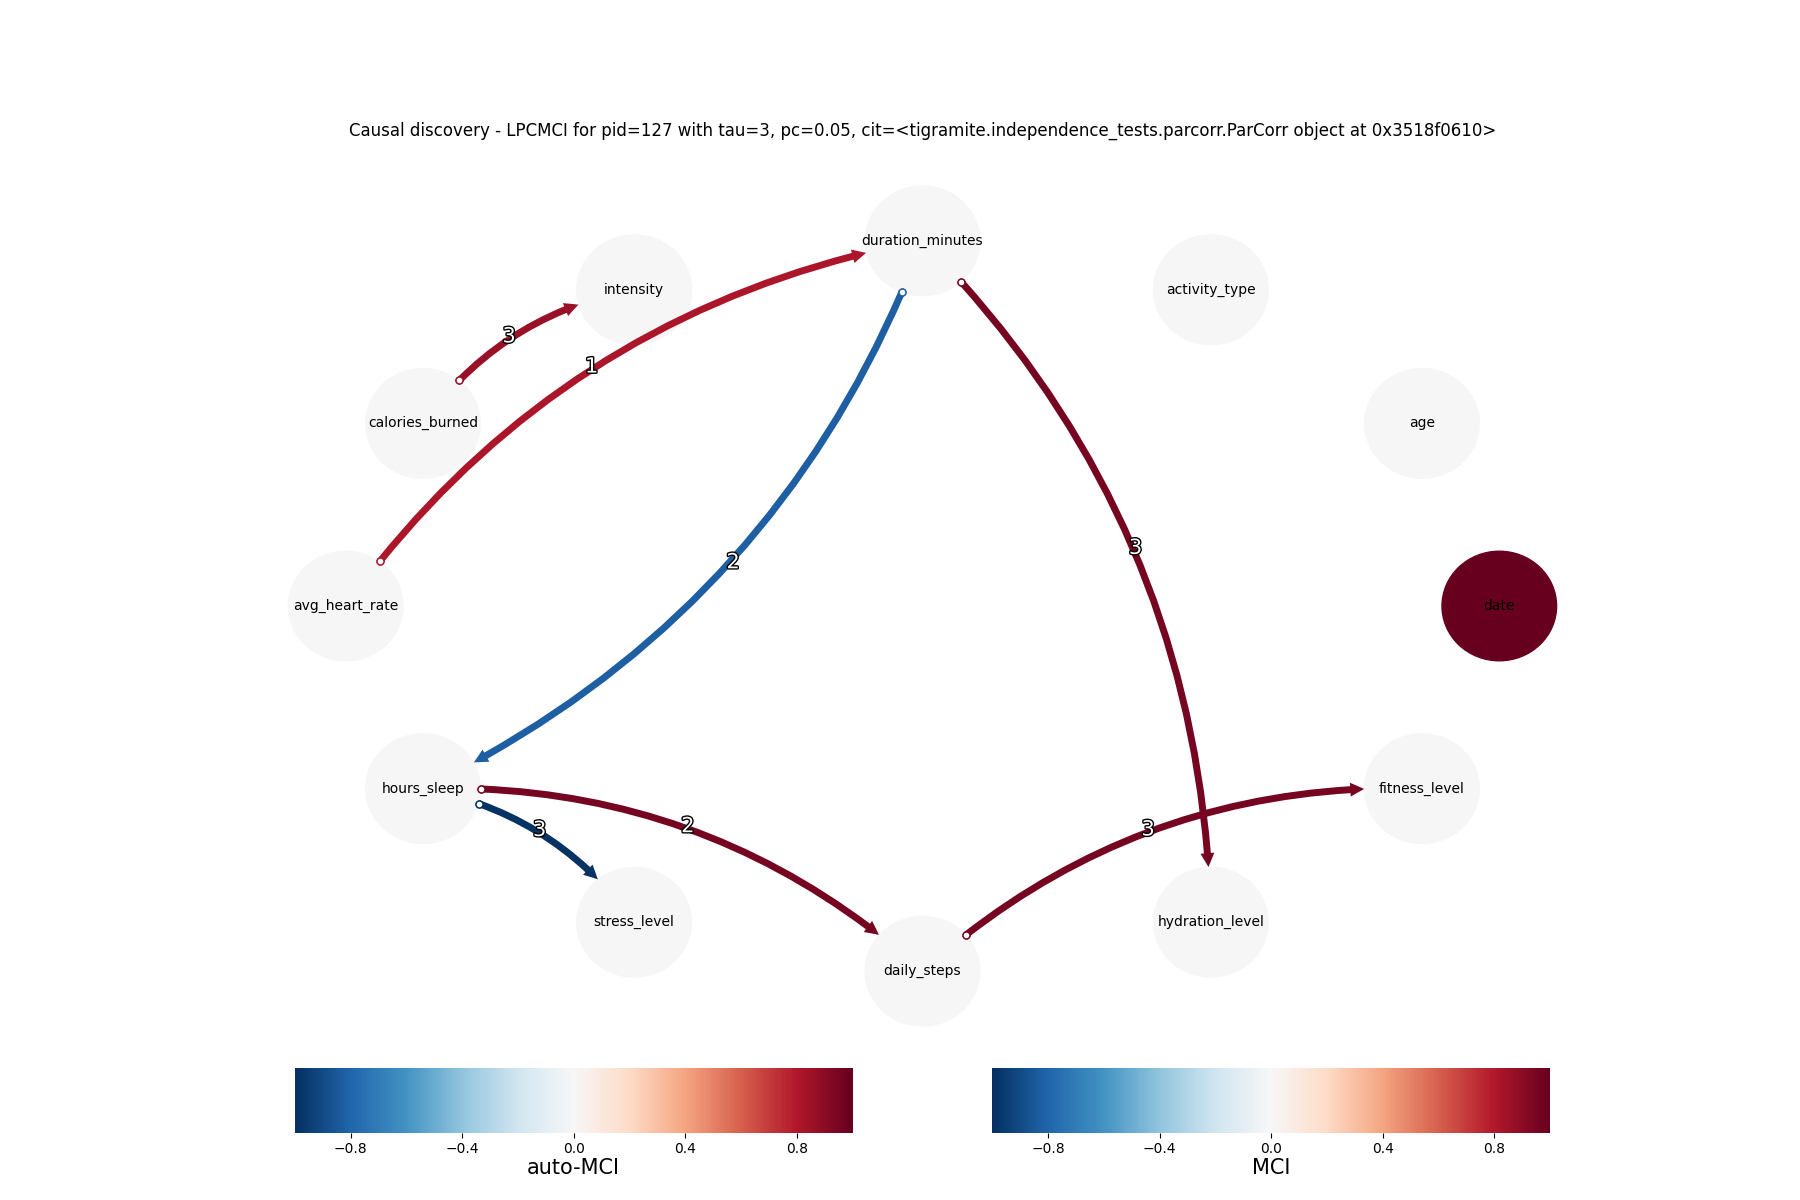 Causal discovery - LPCMCI for pid=127 with tau=3, pc=0.05, cit=<tigramite.independence_tests.parcorr.ParCorr object at 0x3518f0610>
duration_minutes
intensity
activity_type
3
1
calories_burned
age
3
2
avg_heart_rate
date
hours_sleep
fitness_level
2
3
3
stress_level
hydration_level
daily_steps
−0.8 −0.4 0.0 0.4 0.8
auto-MCI
−0.8 −0.4 0.0 0.4 0.8
MCI